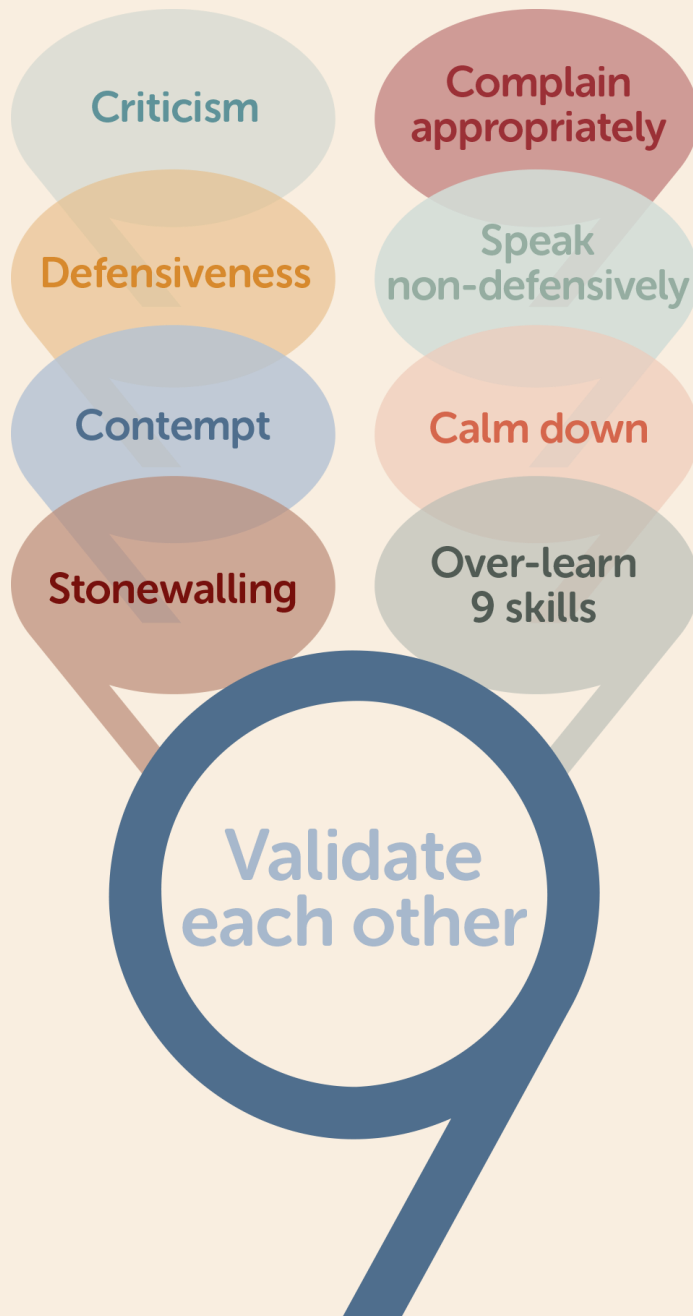 Criticism
Complain
appropriately
Defensiveness
Speak
non-defensively
Contempt
Calm down
Stonewalling
Over-learn
9 skills
Validate
each other